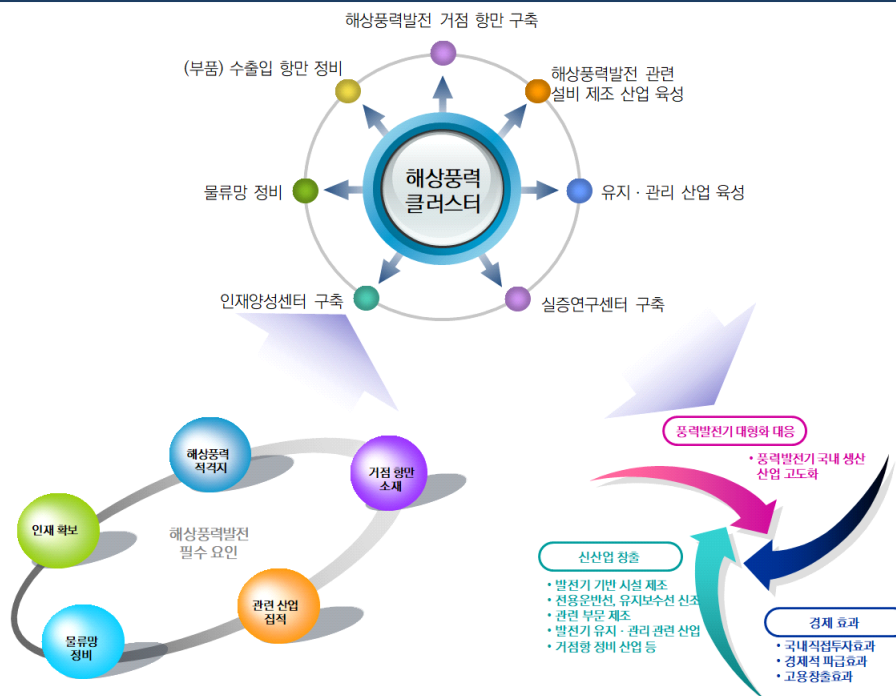 해상풍력발전 거점 항만 구축
(부품) 수출입 항만 정비
해상풍력발전 관련
설비 제조 산업 육성
해상풍력
클러스터
물류망 정비
유지 · 관리 산업 육성
인재양성센터 구축
실증연구센터 구축
해상풍력
적격지
거점 항만
소재
인재 확보
해상풍력발전
필수 요인
관련 산업
집적
물류망
정비
풍력발전기 대형화 대응
• 풍력발전기 국내 생산
산업 고도화
신산업 창출
• 발전기 기반 시설 제조
• 전용운반선, 유지보수선 신조
• 관련 부문 제조
• 발전기 유지 · 관리 관련 산업
• 거점형 정비 산업 등
경제 효과
• 국내직접투자효과
• 경제적 파급효과
• 고용창출효과